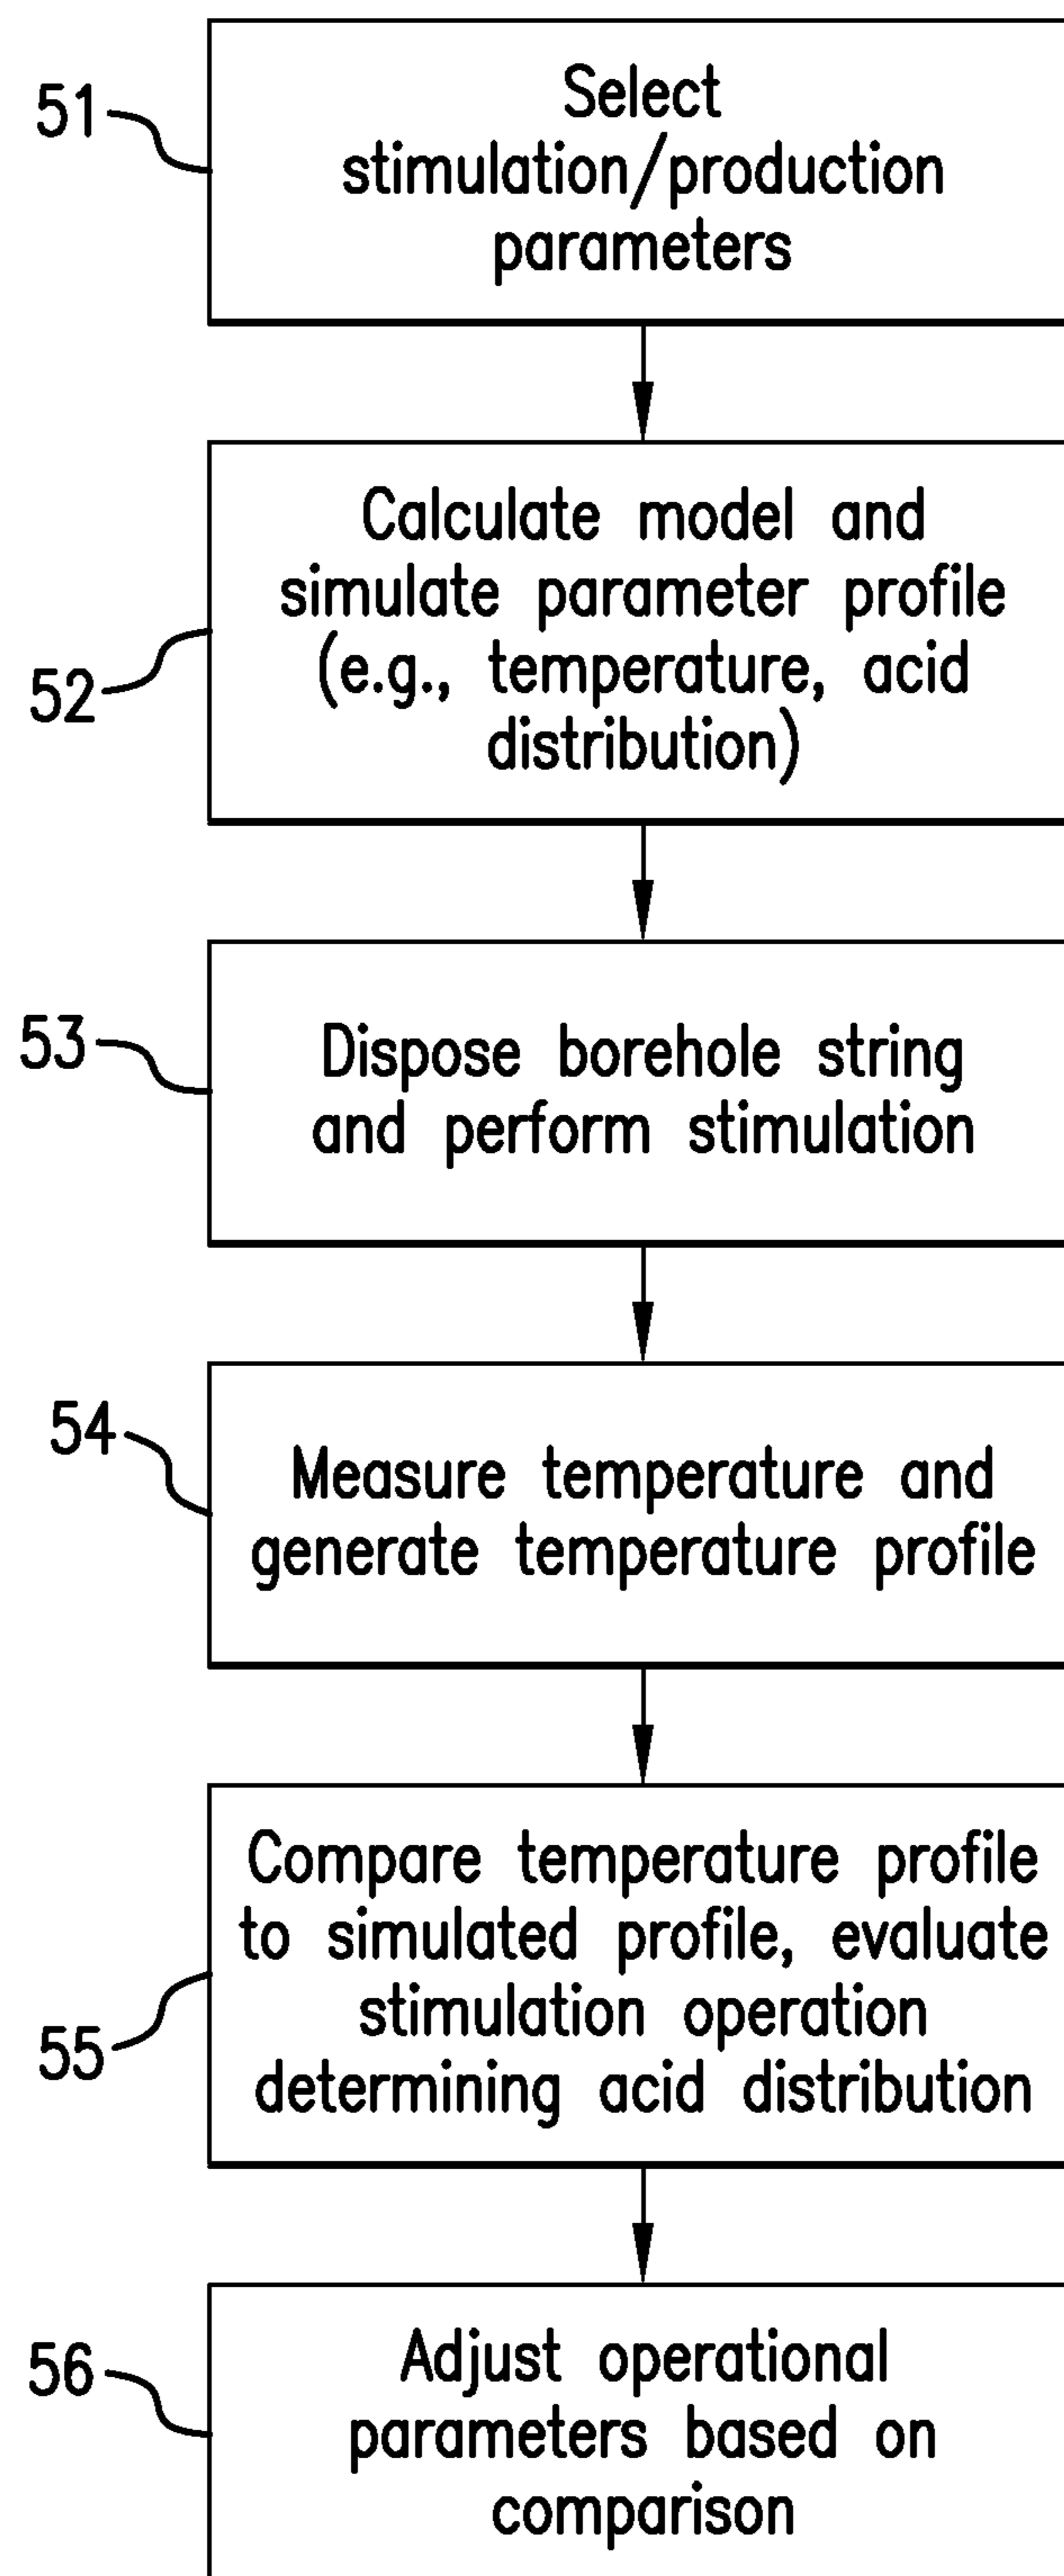 51
Select
stimulation/production
parameters
52
Calculate model and
simulate parameter profile
(e.g., temperature, acid
distribution)
53
Dispose borehole string
and perform stimulation
54
Measure temperature and
generate temperature profile
55
Compare temperature profile
to simulated profile, evaluate
stimulation operation
determining acid distribution
56
Adjust operational
parameters based on
comparison